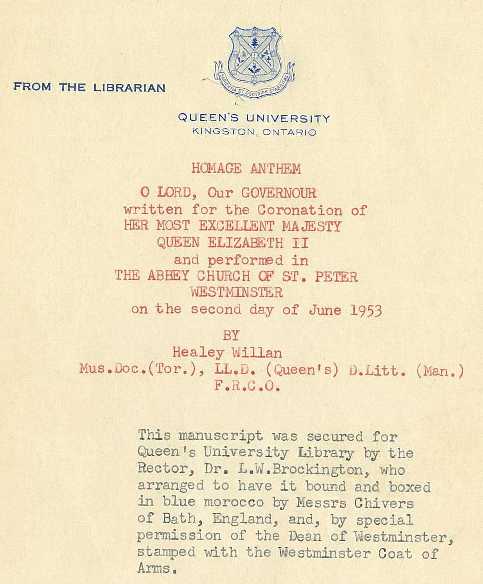 FROM THE LIBRARIAN
QUEEN'S UNIVERSITY
KINGSTON, ONTARIO
HOMAGE ANTHEM
O LORD, Our GOVERNOUR
written for the Coronation of
HER MOST EXCELLENT MAJESTY
QUEEN ELIZABETH II
and performed in
THE ABBEY CHURCH OF ST. PETER
WESTMINSTER
on the second day of June 1953
BY
Healey Willan
Mus.Doc.(Tor.), LL.D. (Queen's) D.Litt. (Man.)
F.R.C.O.
This manuscript was secured for
Queen's University Library by the
Rector, Dr. L.W.Brockington, who
arranged to have it bound and boxed
in blue morocco by Messrs Chivers
of Bath, England, and, by special
permission of the Dean of Westminster,
stamped with the Westminster Coat of
Arms.